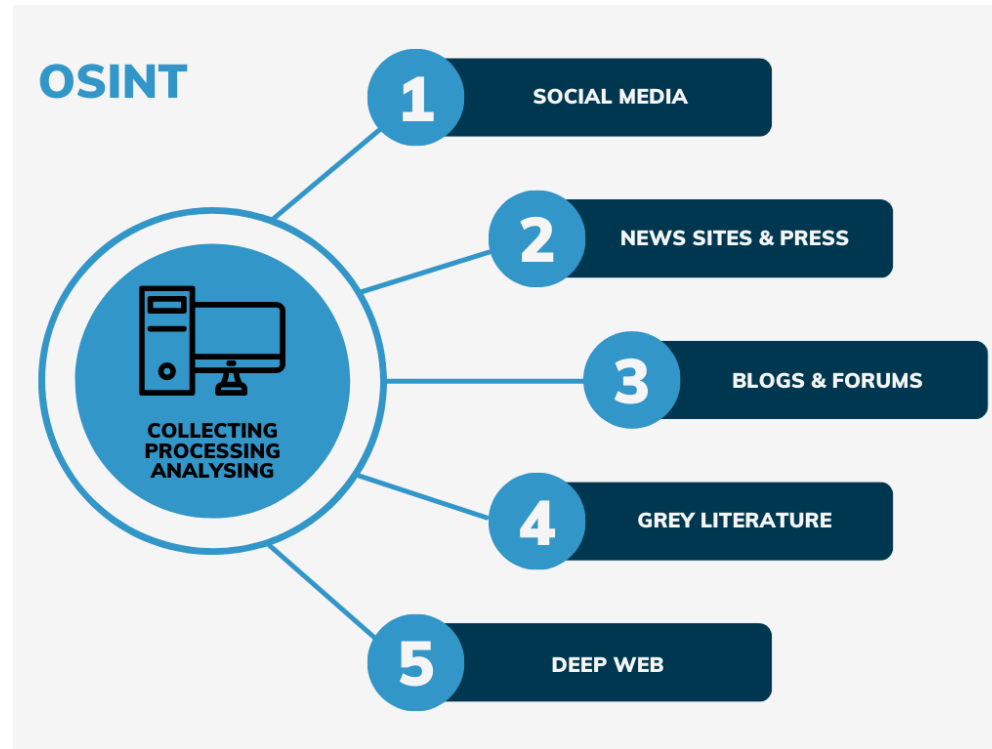 OSINT
1
SOCIAL MEDIA
2
NEWS SITES & PRESS
3
BLOGS & FORUMS
COLLECTING
PROCESSING
ANALYSING
4
GREY LITERATURE
5
DEEP WEB